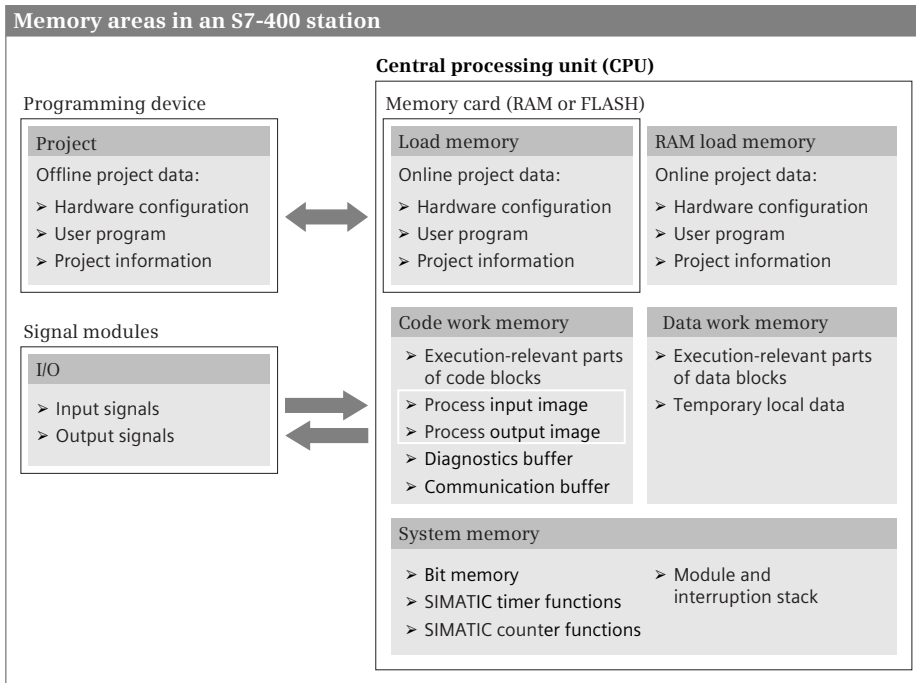 Memory areas in an S7-400 station
Central processing unit (CPU)
Programming device
Project
Offline project data:
➢ Hardware configuration
➢ User program
➢ Project information
Memory card (RAM or FLASH)
Load memory
Online project data:
➢ Hardware configuration
➢ User program
➢ Project information
RAM load memory
Online project data:
➢ Hardware configuration
➢ User program
➢ Project information
Signal modules
I/O
➢ Input signals
➢ Output signals
Code work memory
➢ Execution-relevant parts
of code blocks
➢ Process input image
➢ Process output image
➢ Diagnostics buffer
➢ Communication buffer
Data work memory
➢ Execution-relevant parts
of data blocks
➢ Temporary local data
System memory
➢ Bit memory
➢ SIMATIC timer functions
➢ SIMATIC counter functions
➢ Module and
interruption stack